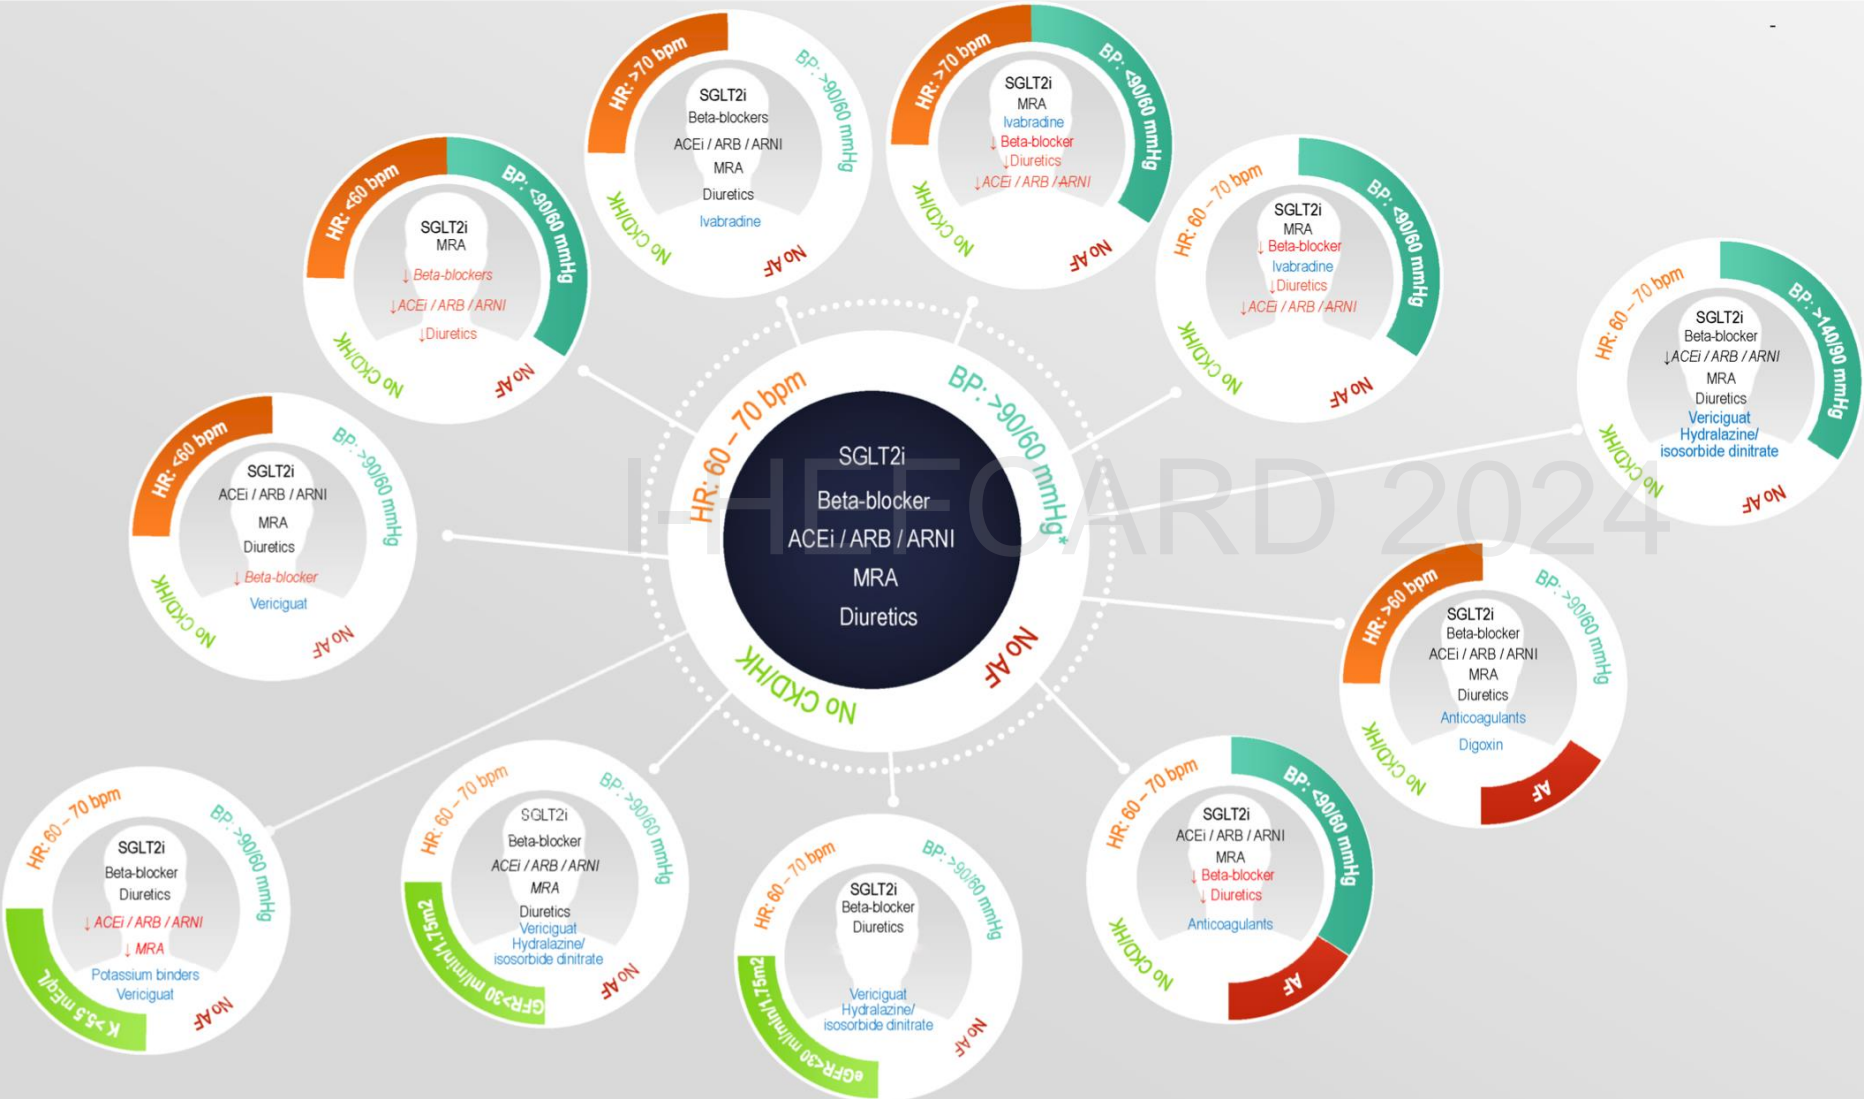 -
HR: >70 bpm
BP: >90/60 mmHg
SGLT2i
Beta-blockers
ACEi / ARB / ARNI
MRA
Diuretics
Ivabradine
No CKD/HK
No AF
HR: >70 bpm
BP: <90/60 mmHg
SGLT2i
MRA
Ivabradine
↓ Beta-blocker
↓Diuretics
↓ACEi / ARB / ARNI
No CKD/HK
No AF
HR: <60 bpm
BP: <90/60 mmHg
SGLT2i
MRA
↓ Beta-blockers
↓ACEi / ARB / ARNI
↓Diuretics
No CKD/HK
No AF
HR: 60 – 70 bpm
BP: <90/60 mmHg
SGLT2i
MRA
↓ Beta-blocker
Ivabradine
↓Diuretics
↓ACEi / ARB / ARNI
No CKD/HK
No AF
HR: 60 – 70 bpm
BP: >140/90 mmHg
SGLT2i
Beta-blocker
↓ACEi / ARB / ARNI
MRA
Diuretics
Vericiguat
Hydralazine/
isosorbide dinitrate
No CKD/HK
No AF
HR: <60 bpm
BP: >90/60 mmHg
SGLT2i
ACEi / ARB / ARNI
MRA
Diuretics
↓ Beta-blocker
Vericiguat
No CKD/HK
No AF
HR: 60 – 70 bpm
BP: >90/60 mmHg*
SGLT2i
Beta-blocker
ACEi / ARB / ARNI
MRA
Diuretics
No CKD/HK
No AF
I-HEFCARD 2024
HR: >60 bpm
BP: >90/60 mmHg
SGLT2i
Beta-blocker
ACEi / ARB / ARNI
MRA
Diuretics
Anticoagulants
Digoxin
No CKD/HK
AF
HR: 60 – 70 bpm
BP: >90/60 mmHg
SGLT2i
Beta-blocker
Diuretics
↓ ACEi / ARB / ARNI
↓ MRA
Potassium binders
Vericiguat
K >5.5 mEq/L
No AF
HR: 60 – 70 bpm
BP: >90/60 mmHg
SGLT2i
Beta-blocker
ACEi / ARB / ARNI
MRA
Diuretics
Vericiguat
Hydralazine/
isosorbide dinitrate
GFR>30 ml/min/1.75m2
No AF
HR: 60 – 70 bpm
BP: >90/60 mmHg
SGLT2i
Beta-blocker
Diuretics
Vericiguat
Hydralazine/
isosorbide dinitrate
eGFR<30 ml/min/1.75m2
No AF
HR: 60 – 70 bpm
BP: <90/60 mmHg
SGLT2i
ACEi / ARB / ARNI
MRA
↓ Beta-blocker
↓ Diuretics
Anticoagulants
No CKD/HK
AF